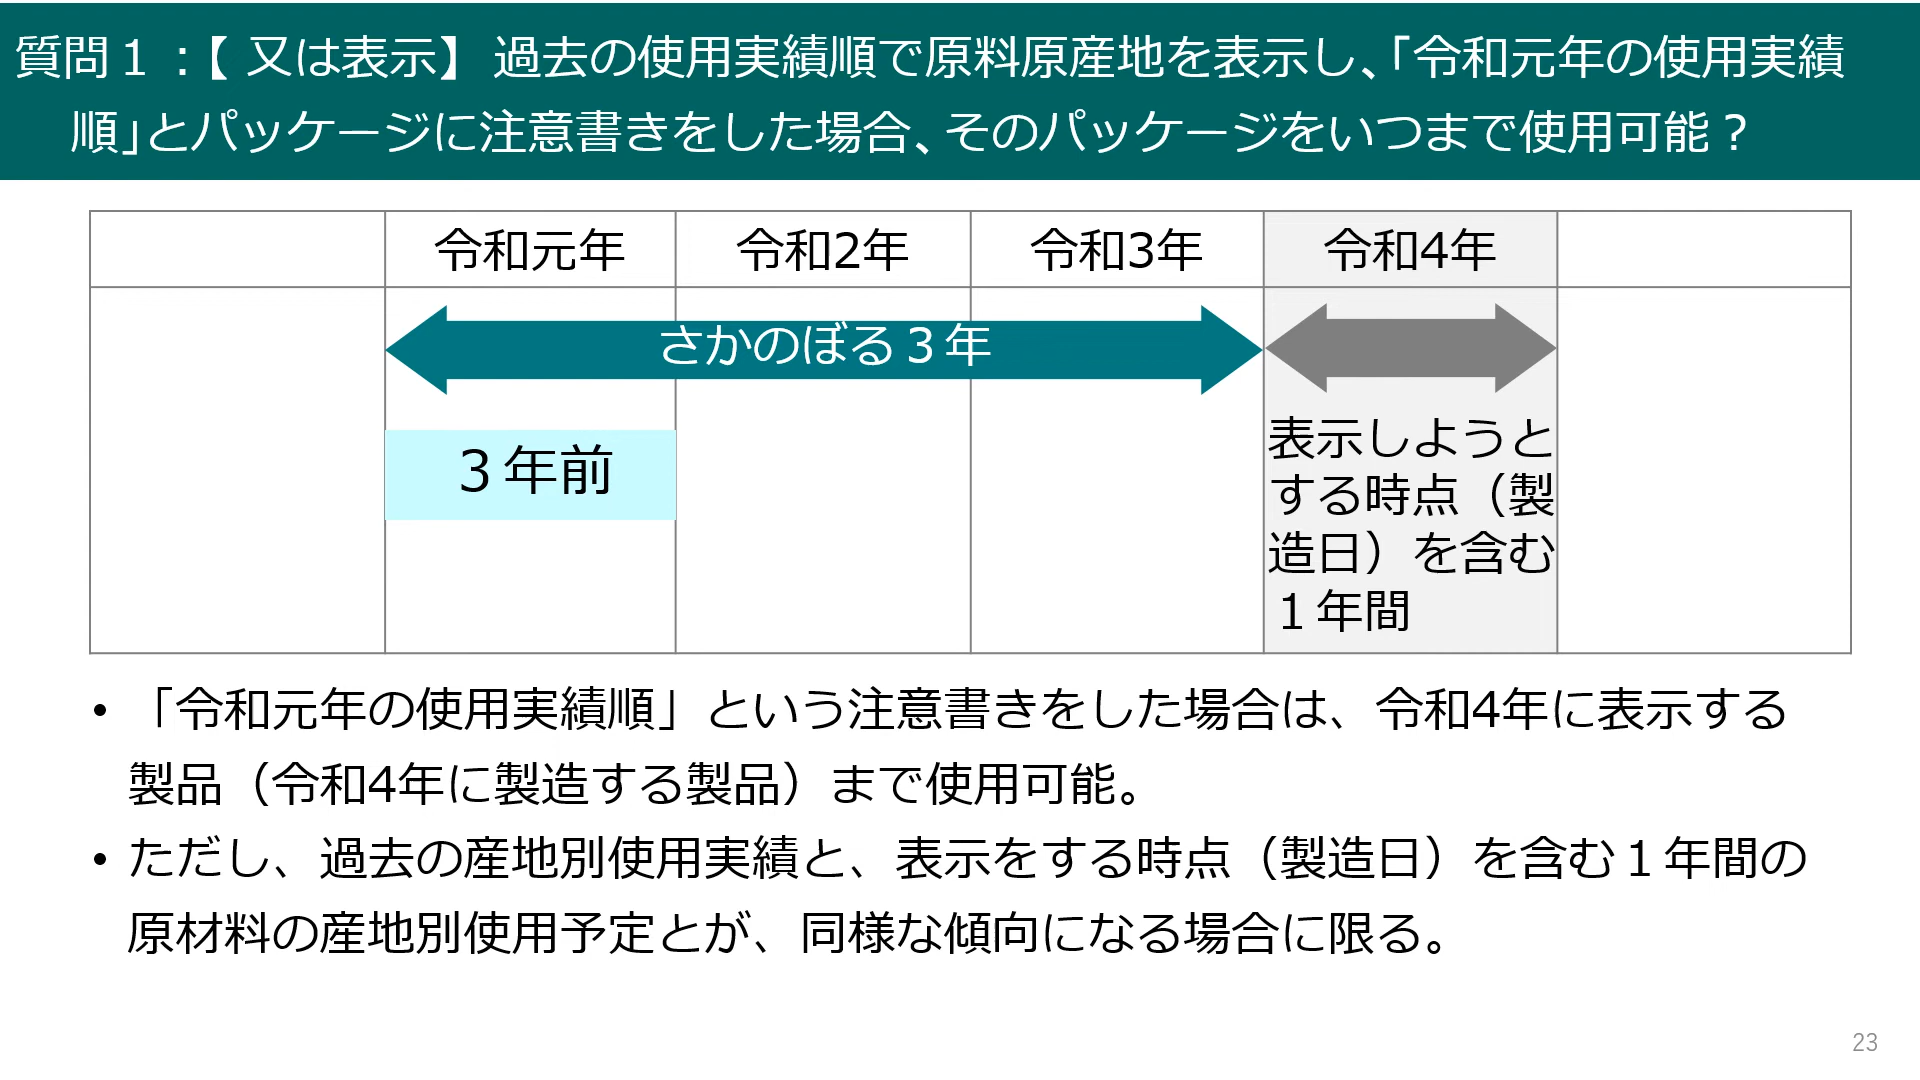 質問１：【 又は表示】 過去の使用実績順で原料原産地を表示し、「令和元年の使用実績
順」とパッケージに注意書きをした場合、そのパッケージをいつまで使用可能？
令和元年 令和2年 令和3年 令和4年
さかのぼる３年
３年前
表示しようと
する時点（製
造日）を含む
１年間
• 「令和元年の使用実績順」という注意書きをした場合は、令和4年に表示する
製品（令和4年に製造する製品）まで使用可能。
• ただし、過去の産地別使用実績と、表示をする時点（製造日）を含む１年間の
原材料の産地別使用予定とが、同様な傾向になる場合に限る。
23